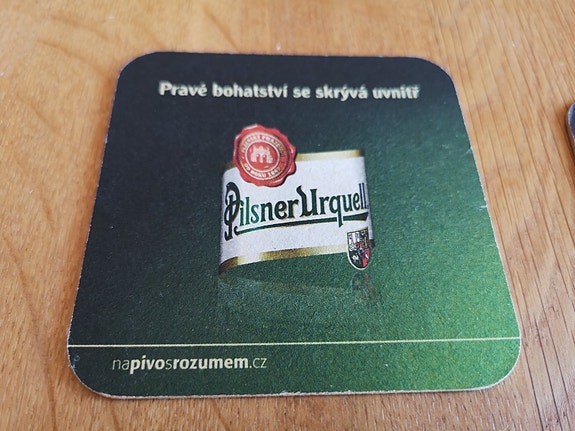 Pravé bohatství se skrývá uvnitř
Pilsner Urquell
napivosrozumem.cz